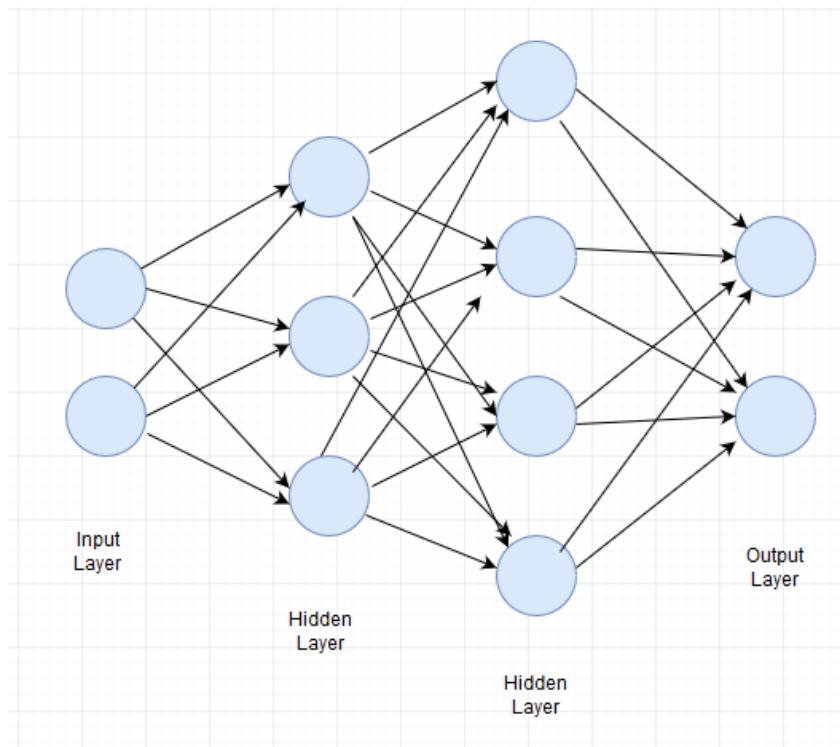 Input
Layer
Hidden
Layer
Hidden
Layer
Output
Layer